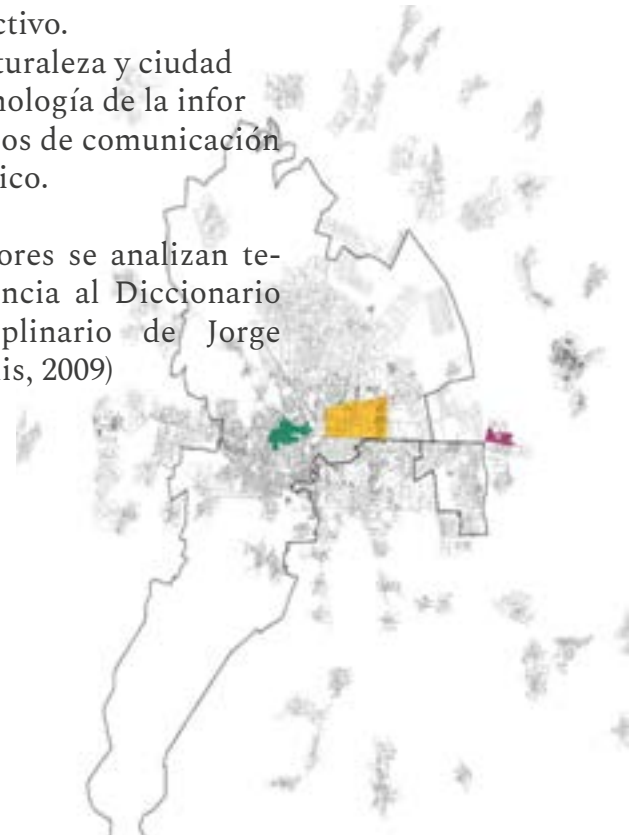 ctivo.
turaleza y ciudad
nología de la infor
os de comunicación
ico.
ores se analizan te-
ncia al Diccionario
plinario de Jorge
is, 2009)